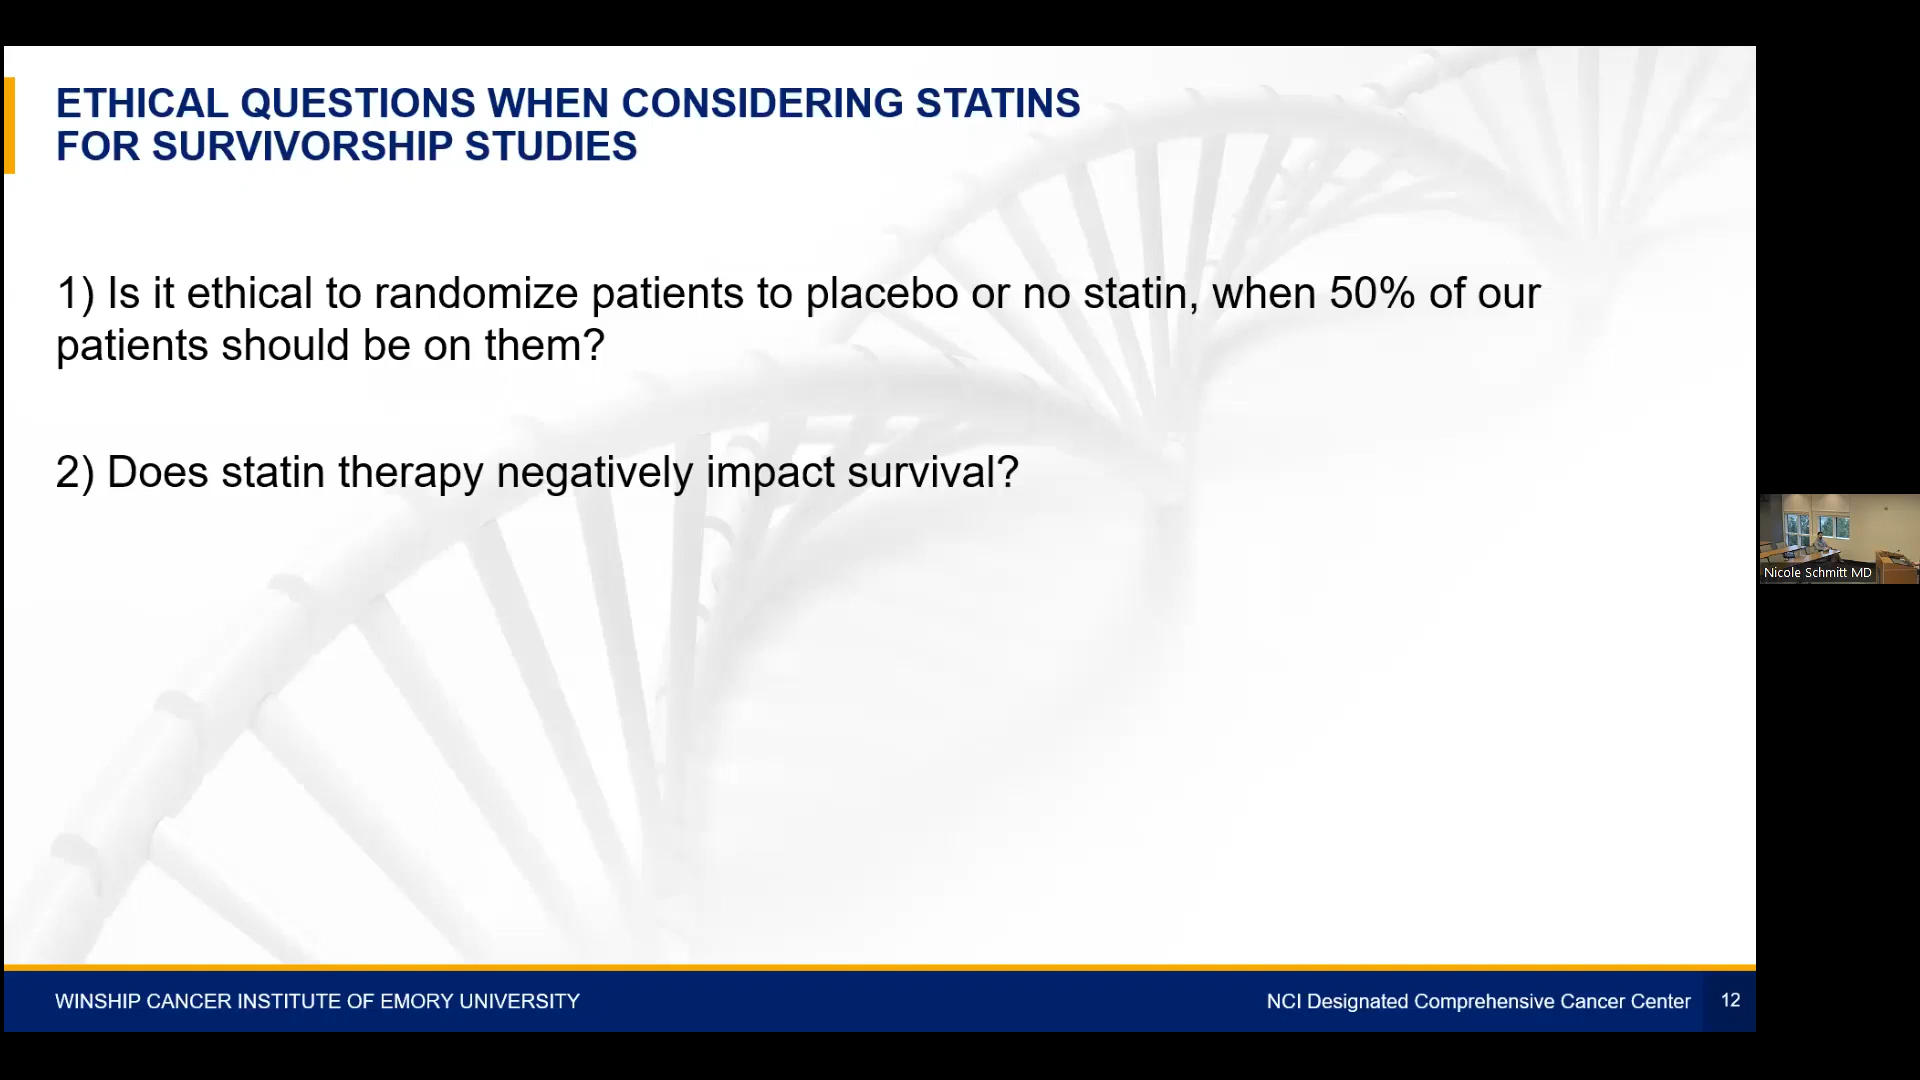 ETHICAL QUESTIONS WHEN CONSIDERING STATINS
FOR SURVIVORSHIP STUDIES
1) Is it ethical to randomize patients to placebo or no statin, when 50% of our
patients should be on them?
2) Does statin therapy negatively impact survival?
Nicole Schmitt MD
WINSHIP CANCER INSTITUTE OF EMORY UNIVERSITY
NCI Designated Comprehensive Cancer Center
12